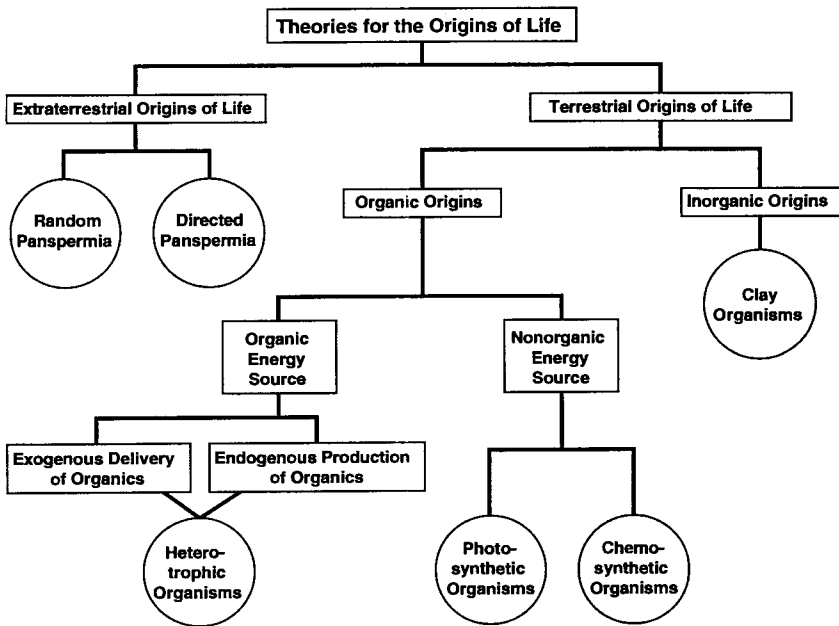 Theories for the Origins of Life
Extraterrestrial Origins of Life
Terrestrial Origins of Life
Random
Panspermia
Directed
Panspermia
Organic Origins
Inorganic Origins
Clay
Organisms
Organic
Energy
Source
Nonorganic
Energy
Source
Exogenous Delivery
of Organics
Endogenous Production
of Organics
Hetero-
trophic
Organisms
Photo-
synthetic
Organisms
Chemo-
synthetic
Organisms